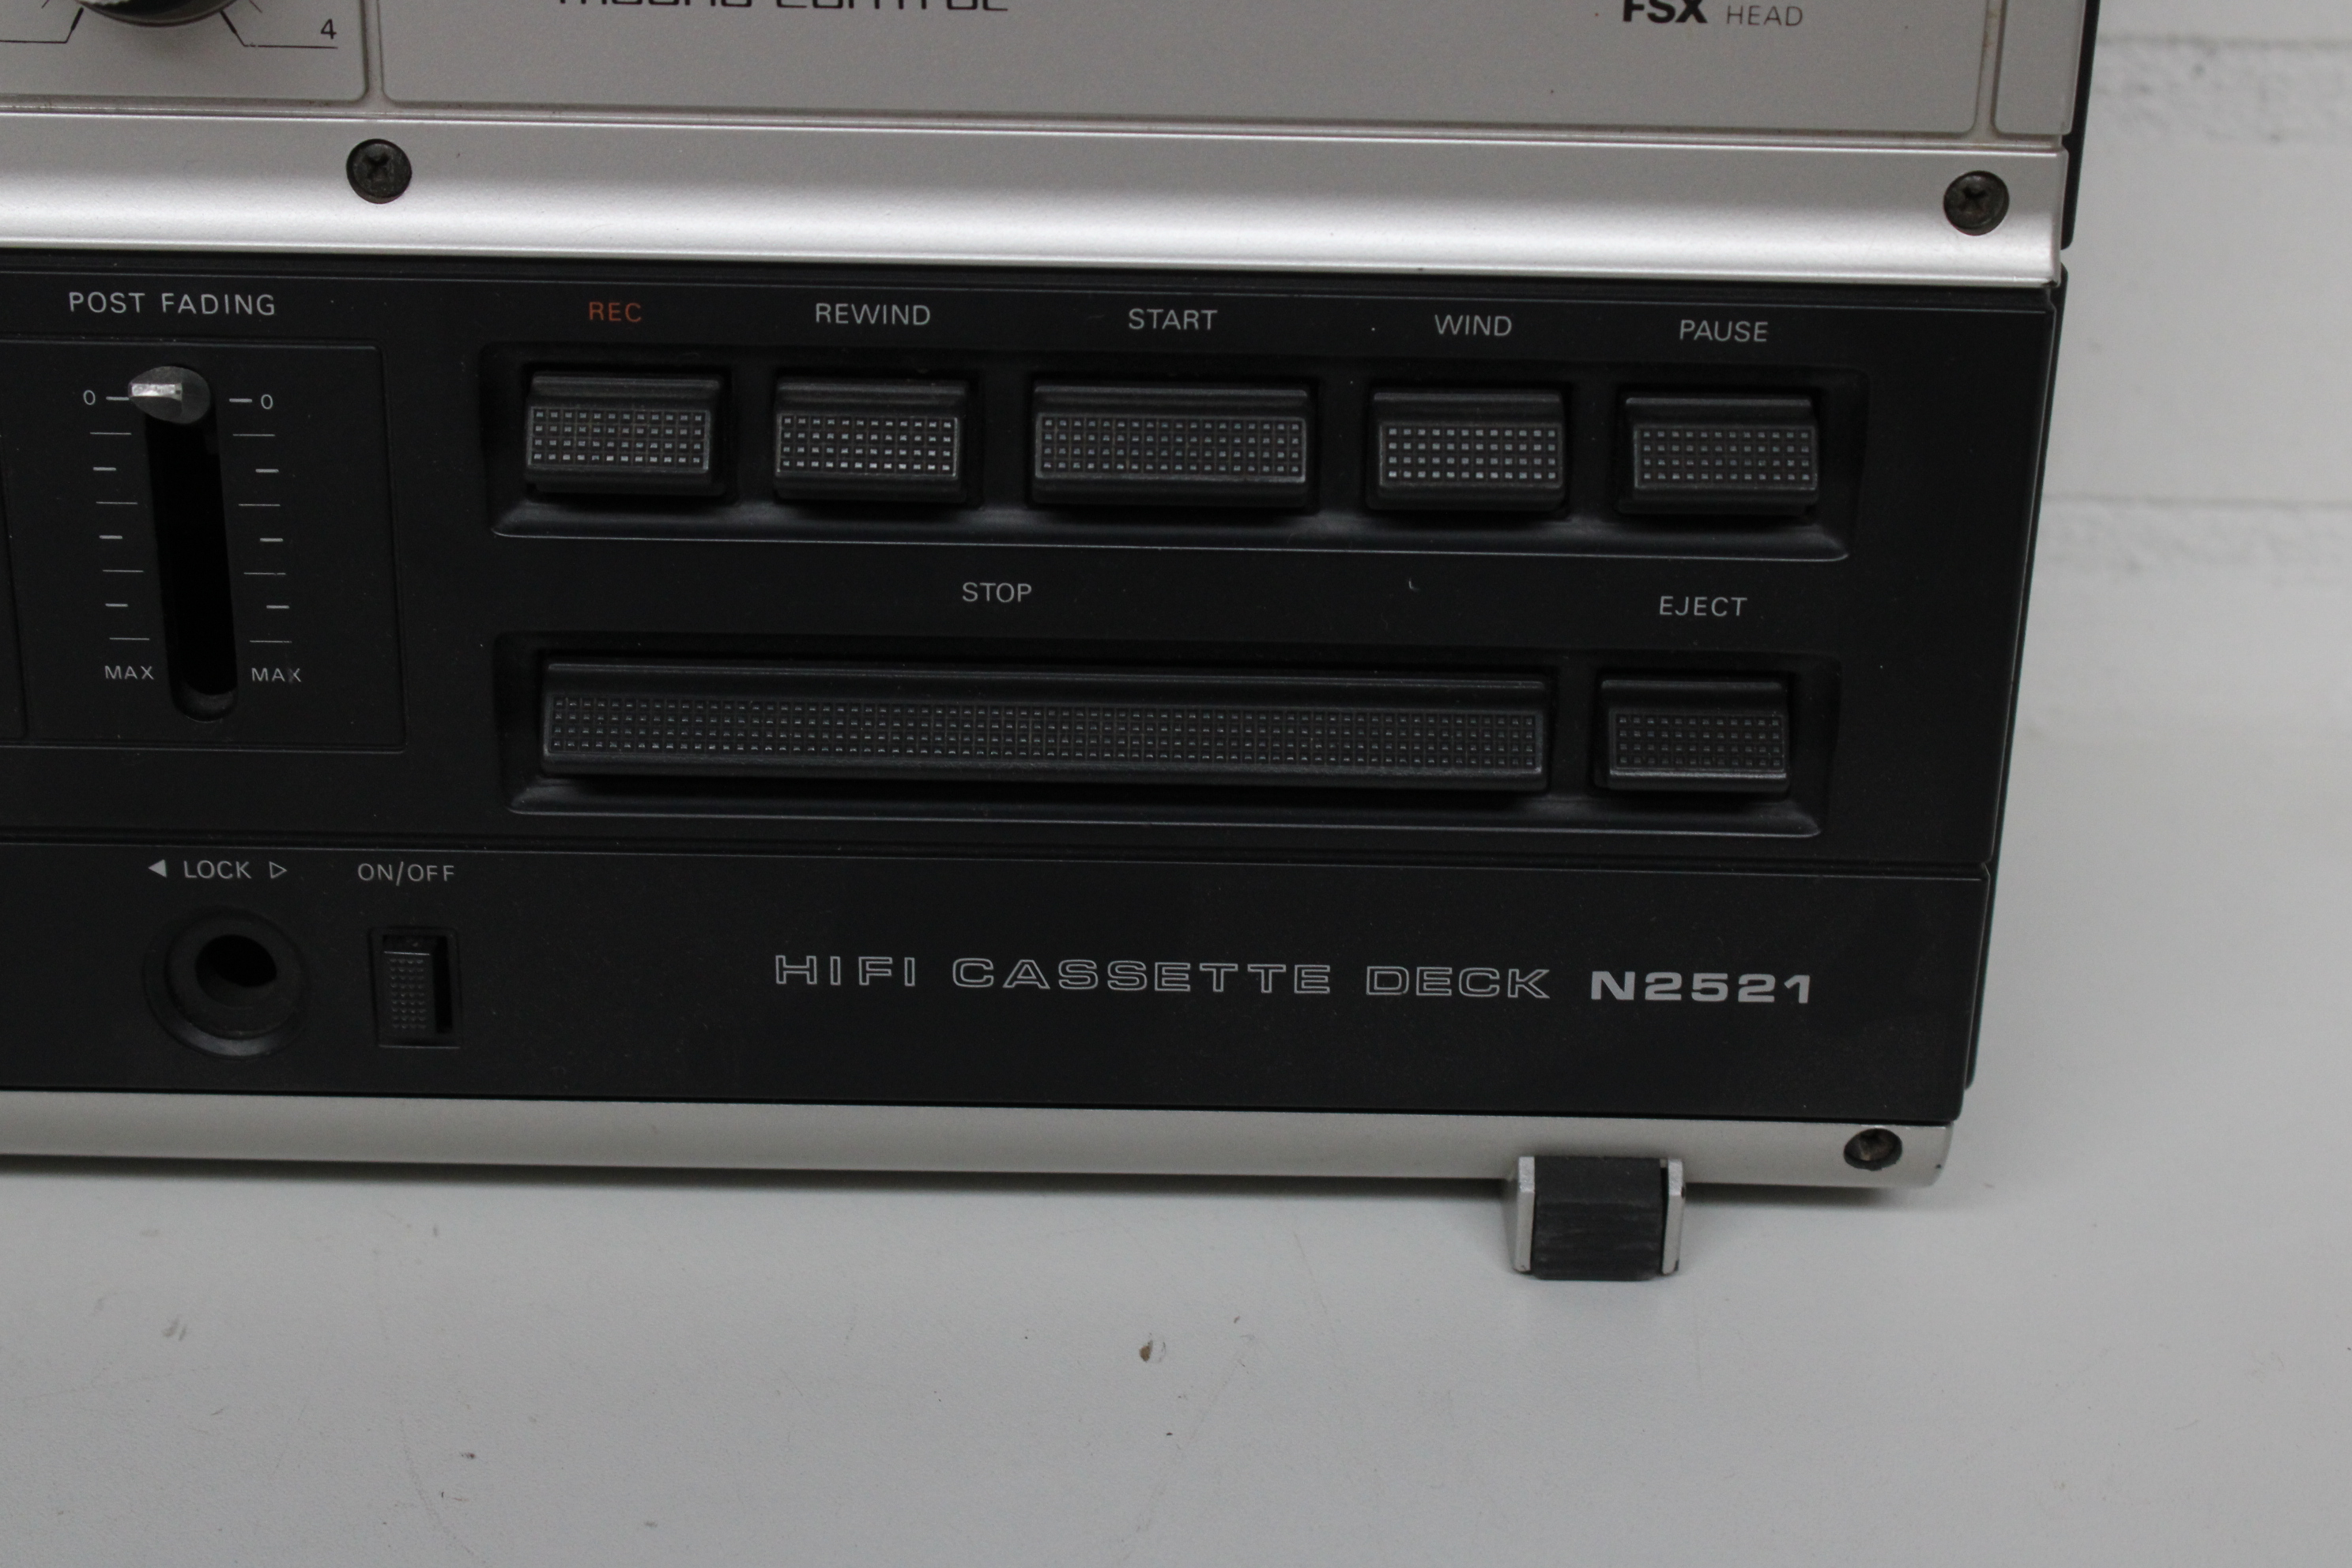 4
FSX HEAD
POST FADING
REC REWIND START WIND PAUSE
0 0
STOP
EJECT
MAX MAX
◀ LOCK ▷ ON/OFF
HIFI CASSETTE DECK N2521